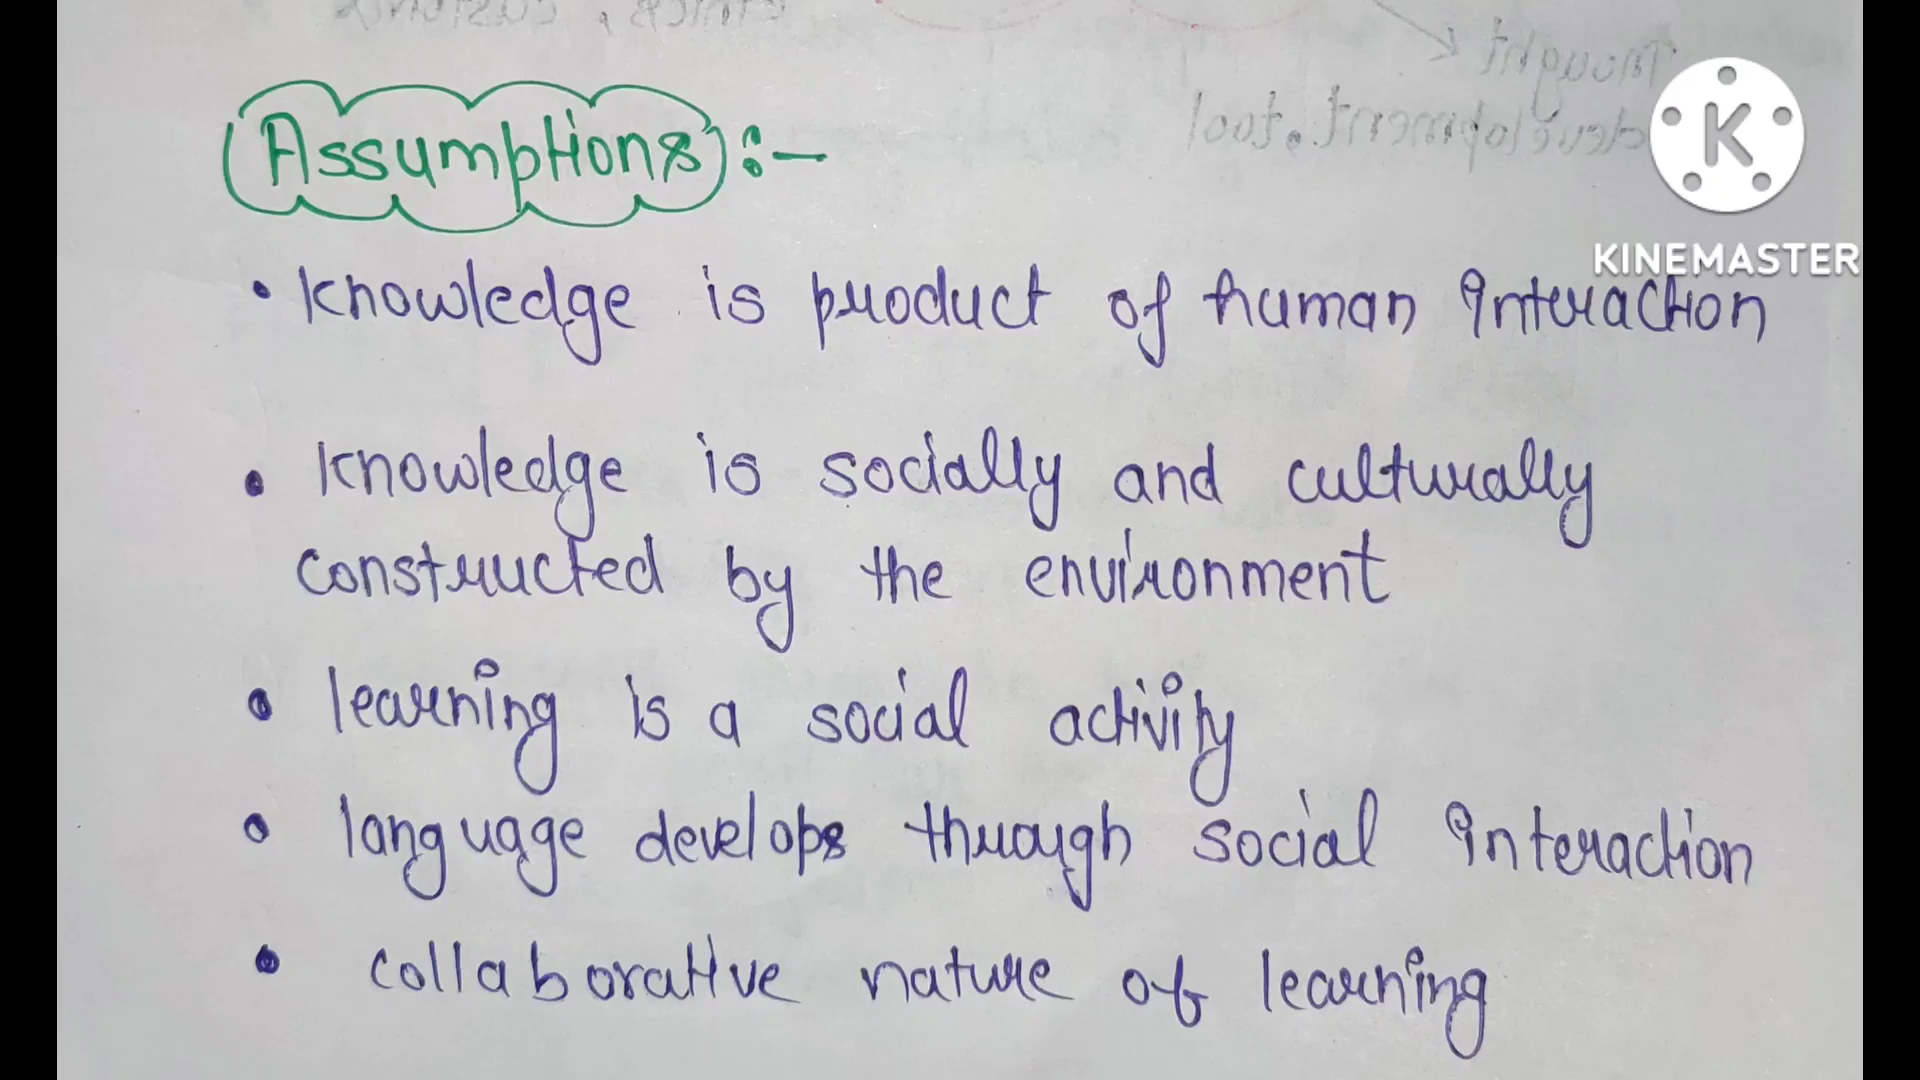 Assumptions :-
• Knowledge is product of human interaction
• Knowledge is socially and culturally
constructed by the environment
• learning is a social activity
• language develops through social interaction
• collaborative nature of learning
K
KINEMASTER